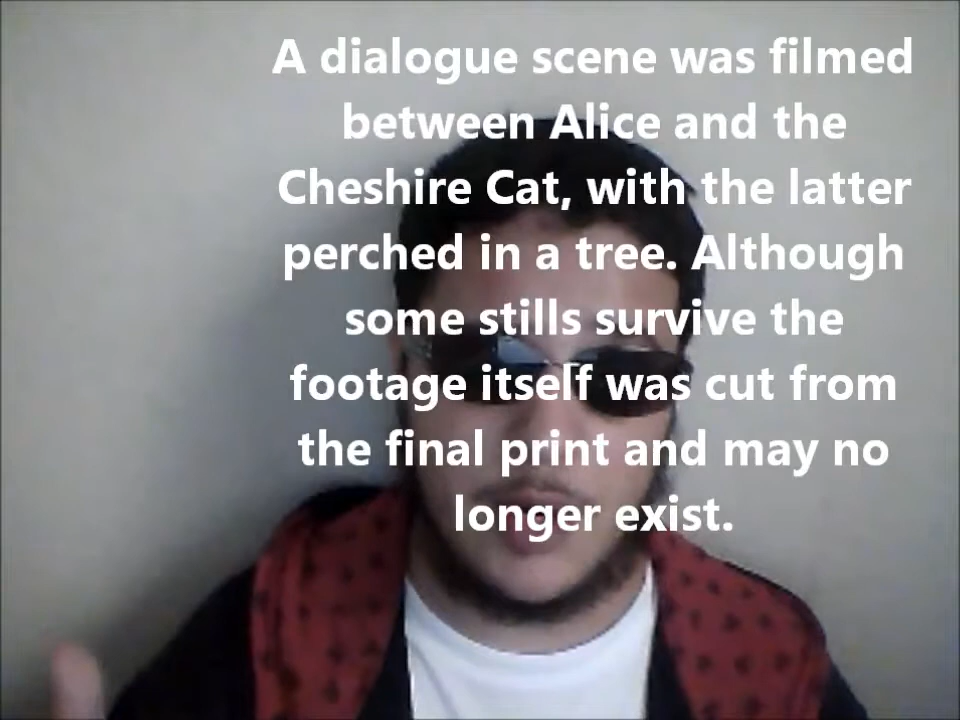 A dialogue scene was filmed
between Alice and the
Cheshire Cat, with the latter
perched in a tree. Although
some stills survive the
footage itself was cut from
the final print and may no
longer exist.